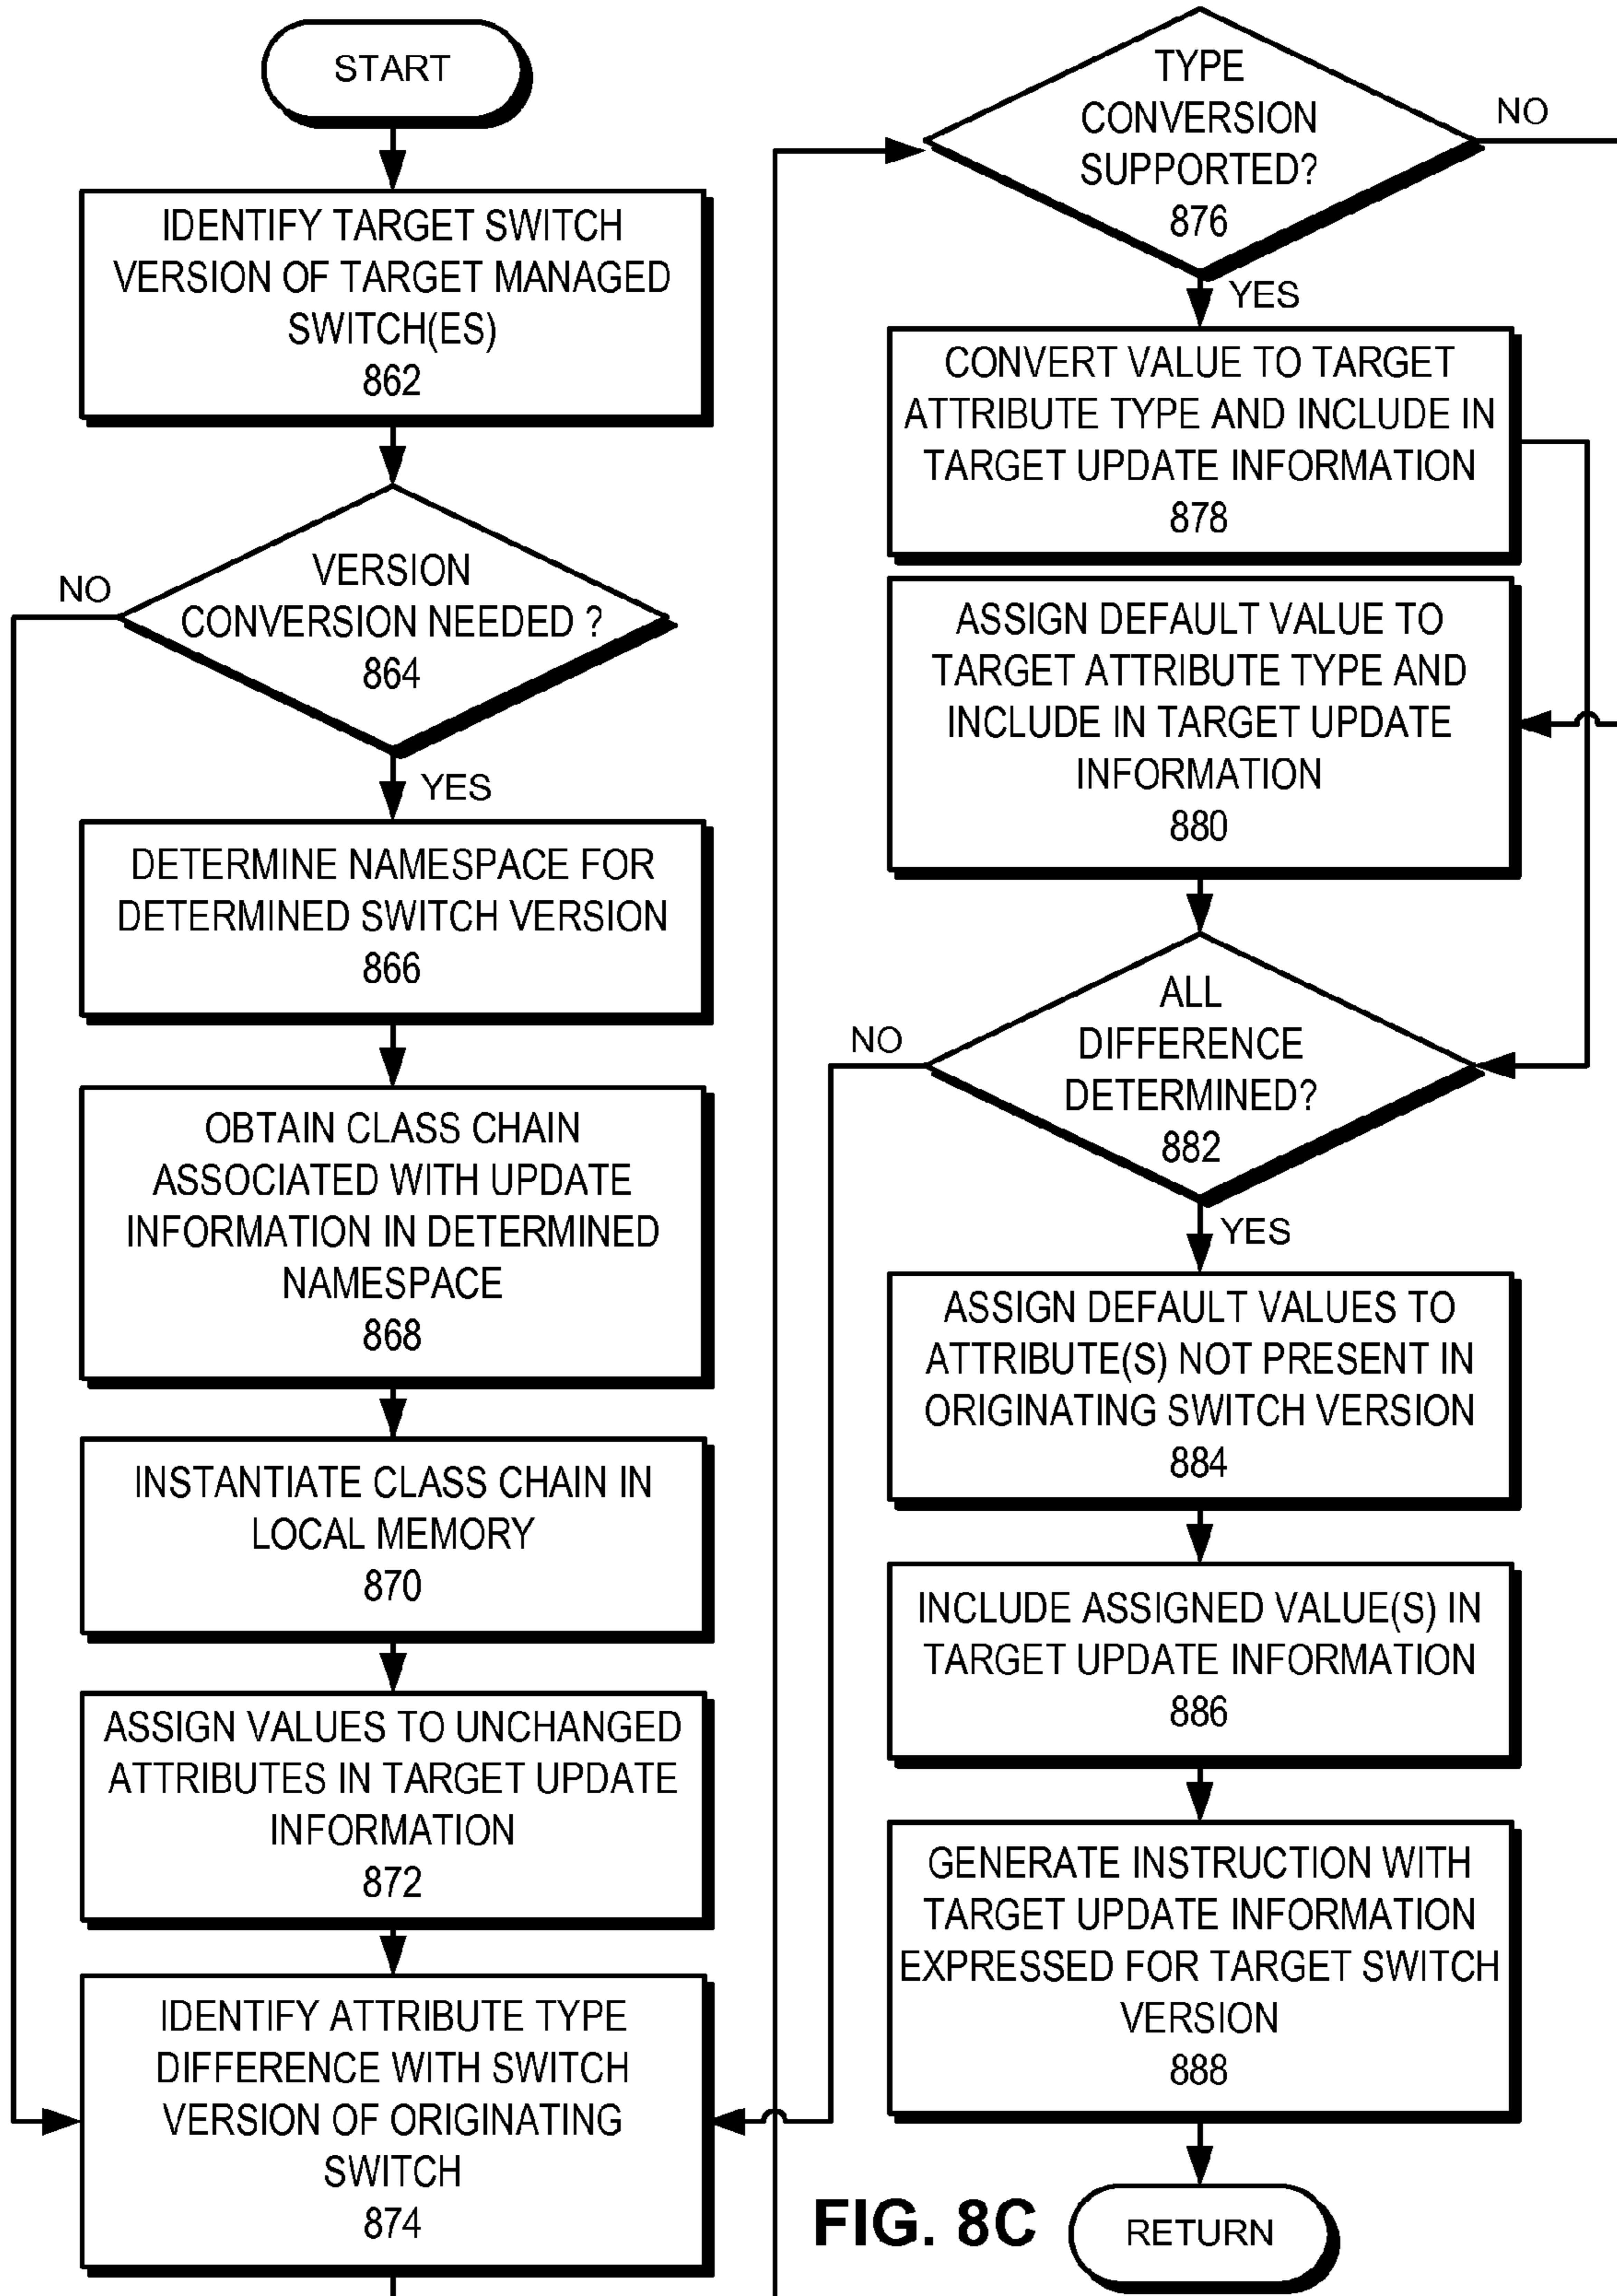 START
IDENTIFY TARGET SWITCH
VERSION OF TARGET MANAGED
SWITCH(ES)
862
NO
VERSION
CONVERSION NEEDED ?
864
YES
DETERMINE NAMESPACE FOR
DETERMINED SWITCH VERSION
866
OBTAIN CLASS CHAIN
ASSOCIATED WITH UPDATE
INFORMATION IN DETERMINED
NAMESPACE
868
INSTANTIATE CLASS CHAIN IN
LOCAL MEMORY
870
ASSIGN VALUES TO UNCHANGED
ATTRIBUTES IN TARGET UPDATE
INFORMATION
872
IDENTIFY ATTRIBUTE TYPE
DIFFERENCE WITH SWITCH
VERSION OF ORIGINATING
SWITCH
874
TYPE
CONVERSION
SUPPORTED?
876
NO
YES
CONVERT VALUE TO TARGET
ATTRIBUTE TYPE AND INCLUDE IN
TARGET UPDATE INFORMATION
878
ASSIGN DEFAULT VALUE TO
TARGET ATTRIBUTE TYPE AND
INCLUDE IN TARGET UPDATE
INFORMATION
880
NO
ALL
DIFFERENCE
DETERMINED?
882
YES
ASSIGN DEFAULT VALUES TO
ATTRIBUTE(S) NOT PRESENT IN
ORIGINATING SWITCH VERSION
884
INCLUDE ASSIGNED VALUE(S) IN
TARGET UPDATE INFORMATION
886
GENERATE INSTRUCTION WITH
TARGET UPDATE INFORMATION
EXPRESSED FOR TARGET SWITCH
VERSION
888
RETURN
FIG. 8C